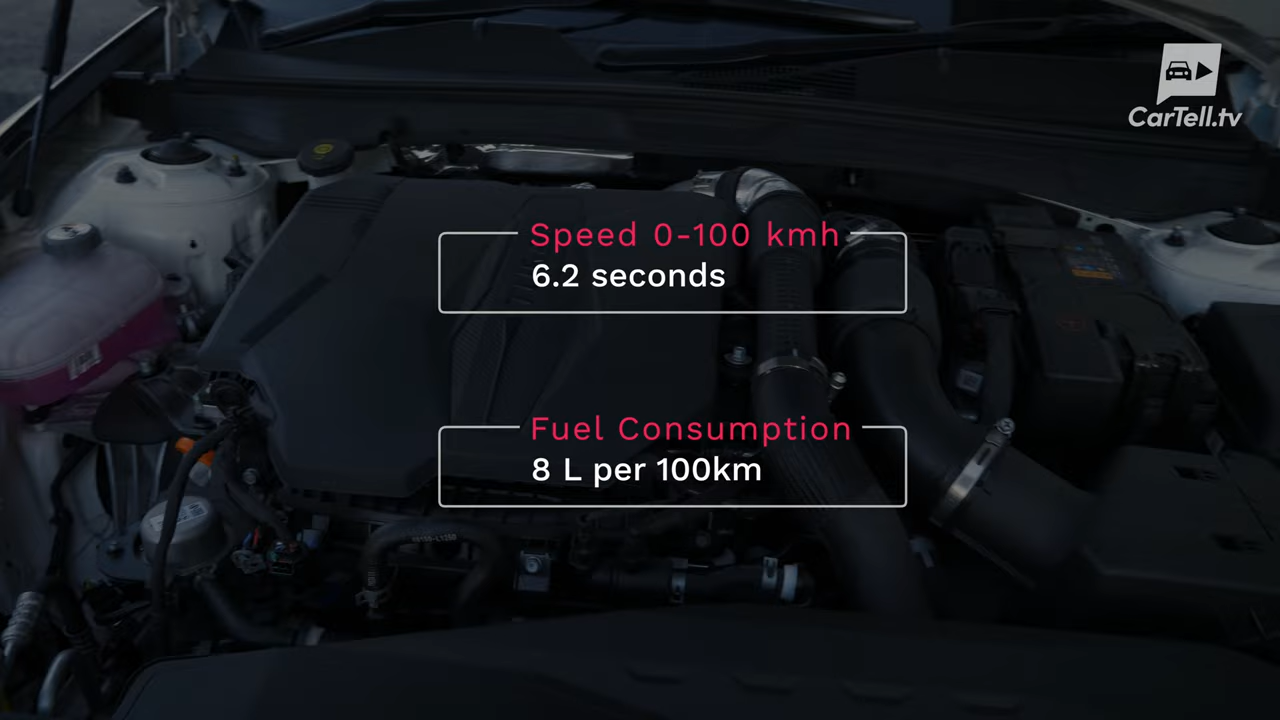 CarTell.tv
Speed 0-100 kmh
6.2 seconds
Fuel Consumption
8 L per 100km